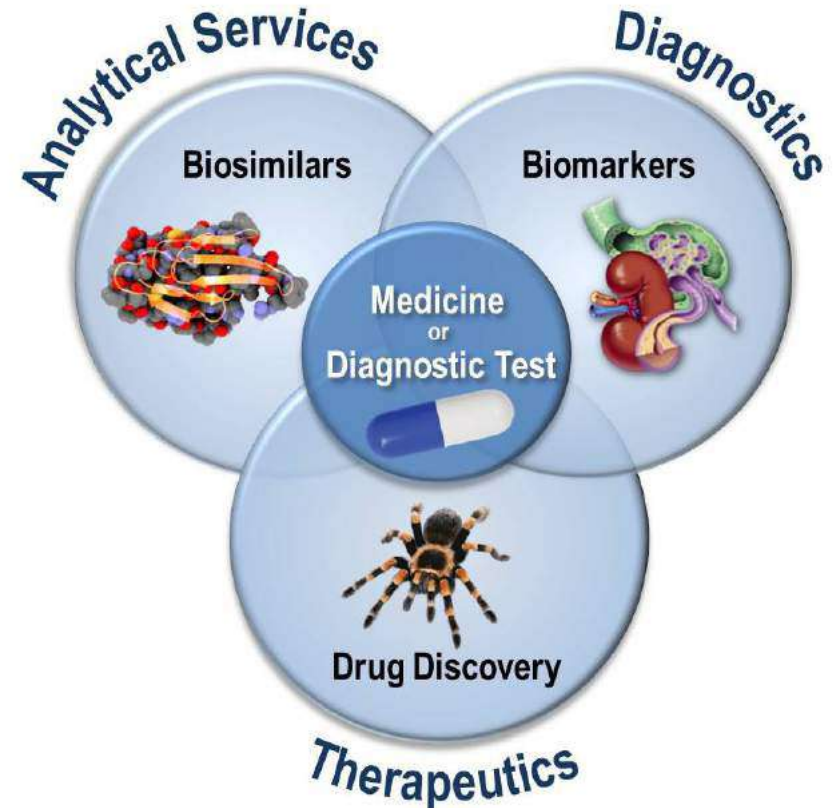 Analytical Services
Diagnostics
Biosimilars
Biomarkers
Medicine
or
Diagnostic Test
Drug Discovery
Therapeutics